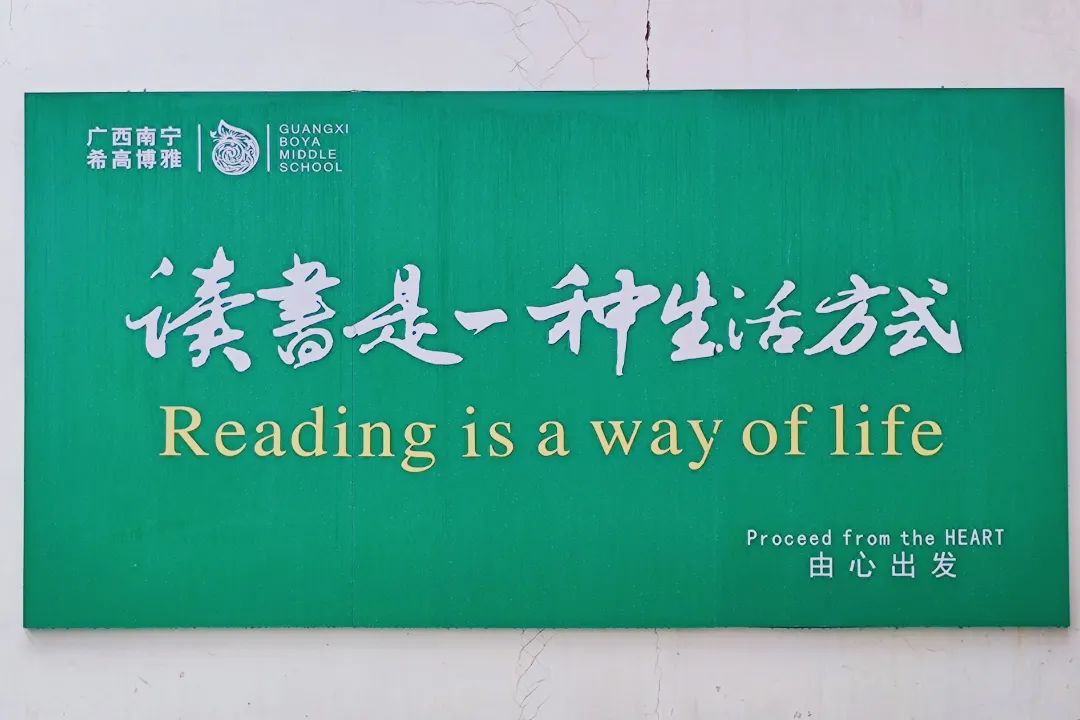 广西南宁
希高博雅
GUANGXI
BOYA
MIDDLE
SCHOOL
读书是一种生活方式
Reading is a way of life
Proceed from the HEART
由心出发